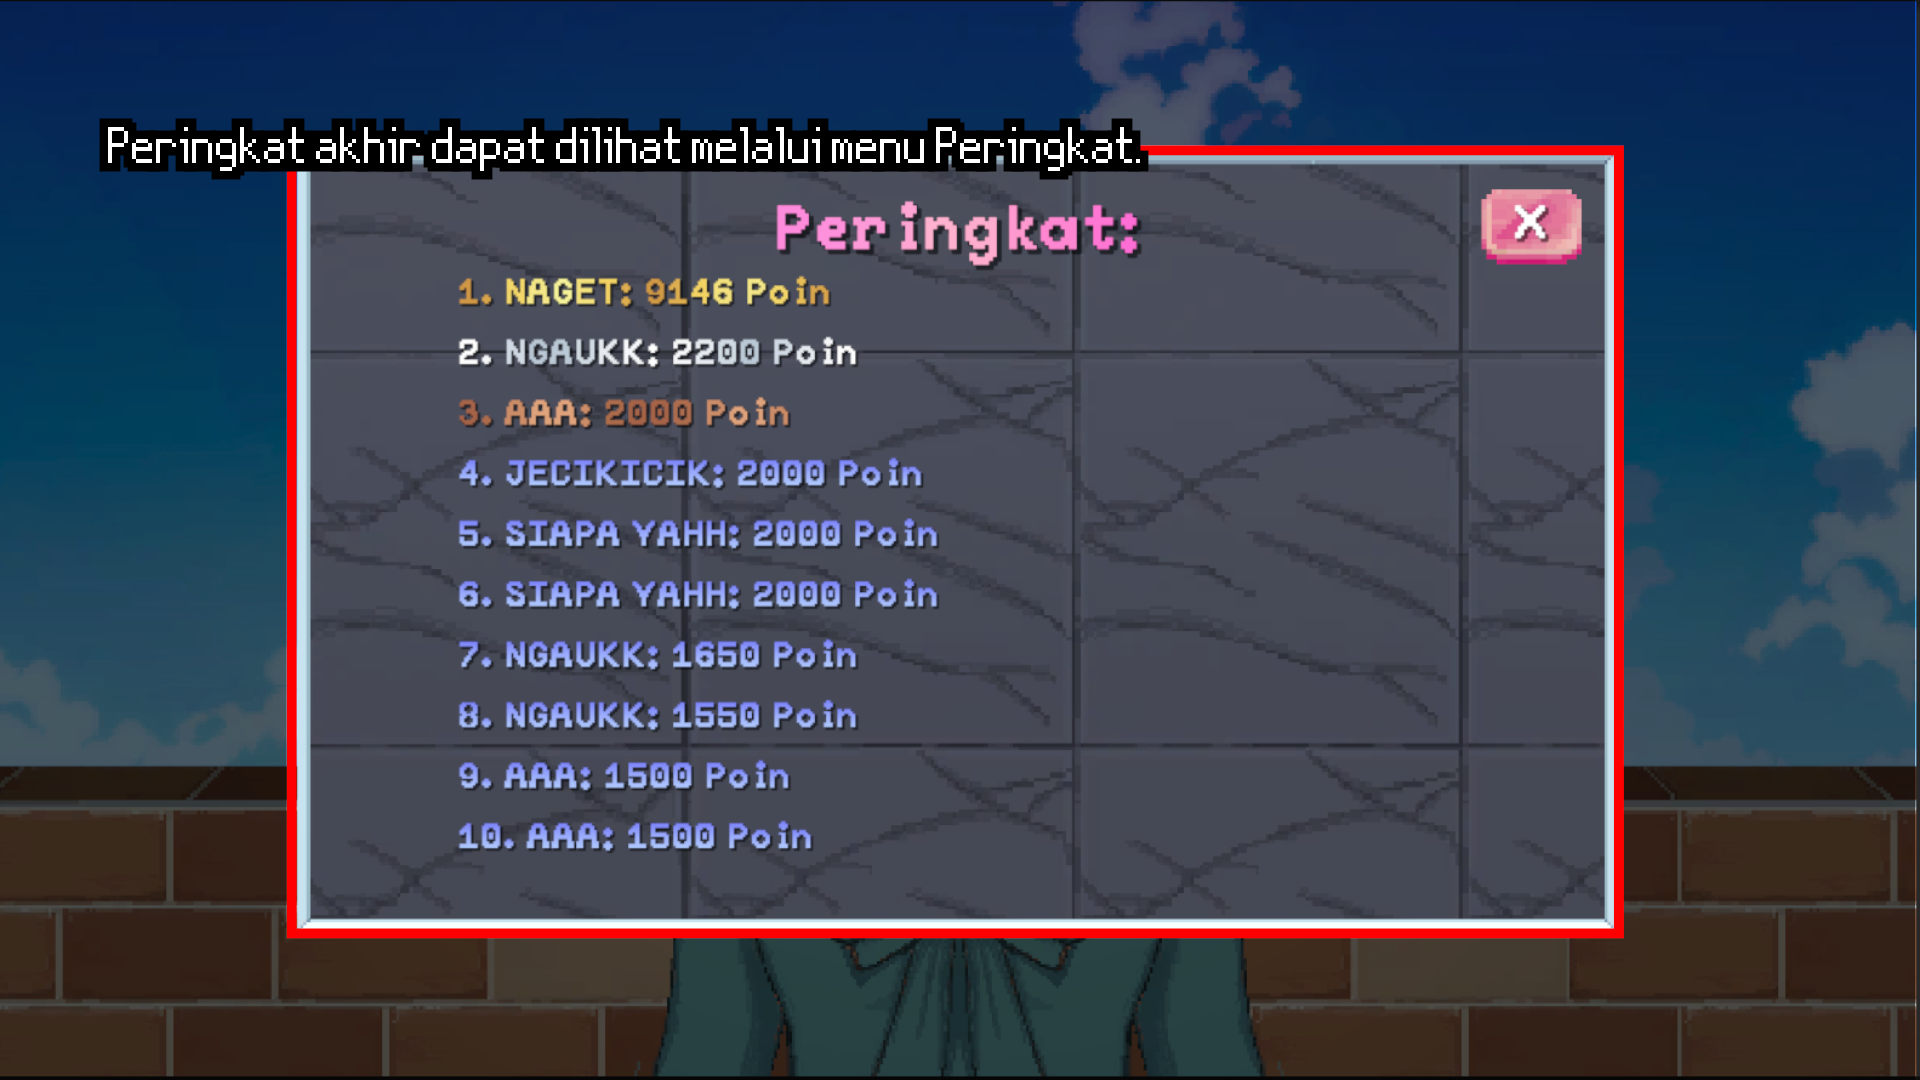 Peringkat akhir dapat dilihat melalui menu Peringkat.
Peringkat:
X
1. NAGET: 9146 Poin
2. NGAUKK: 2200 Poin
3. AAA: 2000 Poin
4. JECIKICIK: 2000 Poin
5. SIAPA YAHH: 2000 Poin
6. SIAPA YAHH: 2000 Poin
7. NGAUKK: 1650 Poin
8. NGAUKK: 1550 Poin
9. AAA: 1500 Poin
10. AAA: 1500 Poin